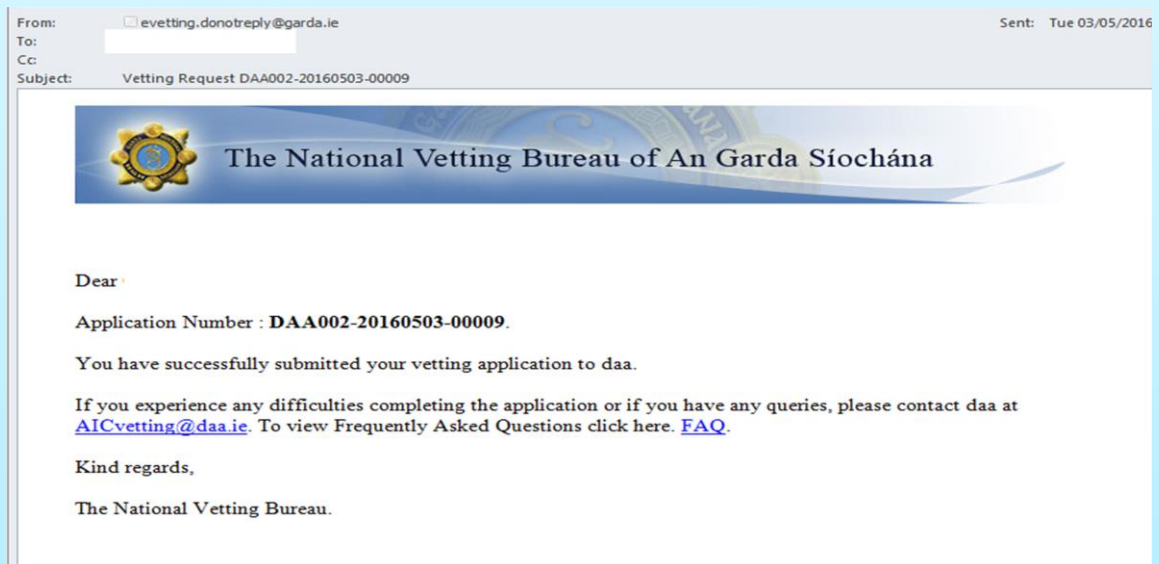 From: evetting.donotreply@garda.ie Sent: Tue 03/05/2016
To:
Cc:
Subject: Vetting Request DAA002-20160503-00009
The National Vetting Bureau of An Garda Síochána
Dear
Application Number : DAA002-20160503-00009.
You have successfully submitted your vetting application to daa.
If you experience any difficulties completing the application or if you have any queries, please contact daa at
AICvetting@daa.ie. To view Frequently Asked Questions click here. FAQ.
Kind regards,
The National Vetting Bureau.